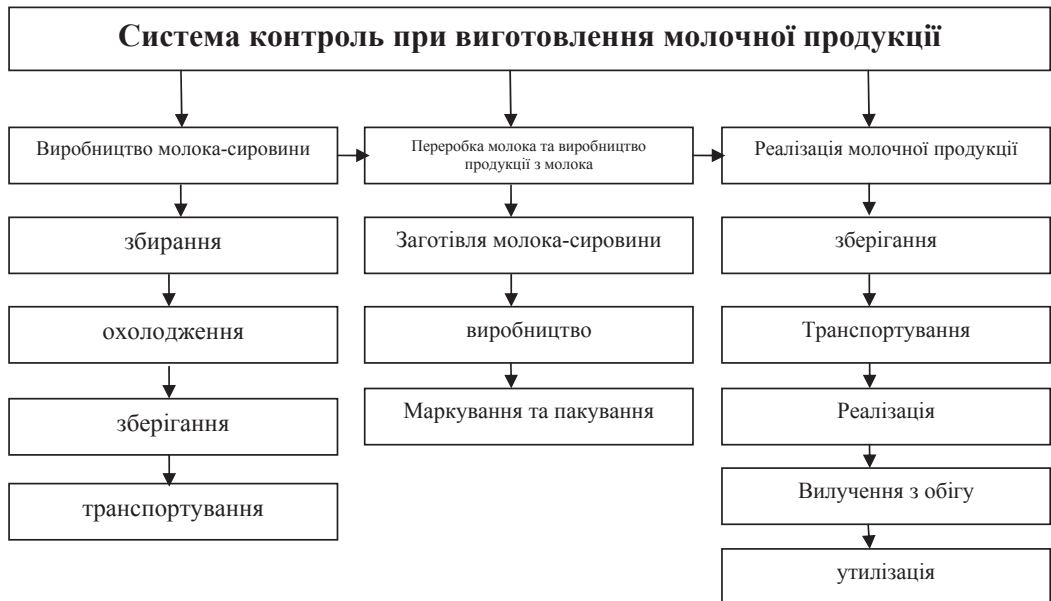 Система контроль при виготовлення молочної продукції
Виробництво молока-сировини
Переробка молока та виробництво
продукції з молока
Реалізація молочної продукції
збирання
Заготівля молока-сировини
зберігання
охолодження
виробництво
Транспортування
зберігання
Маркування та пакування
Реалізація
транспортування
Вилучення з обігу
утилізація